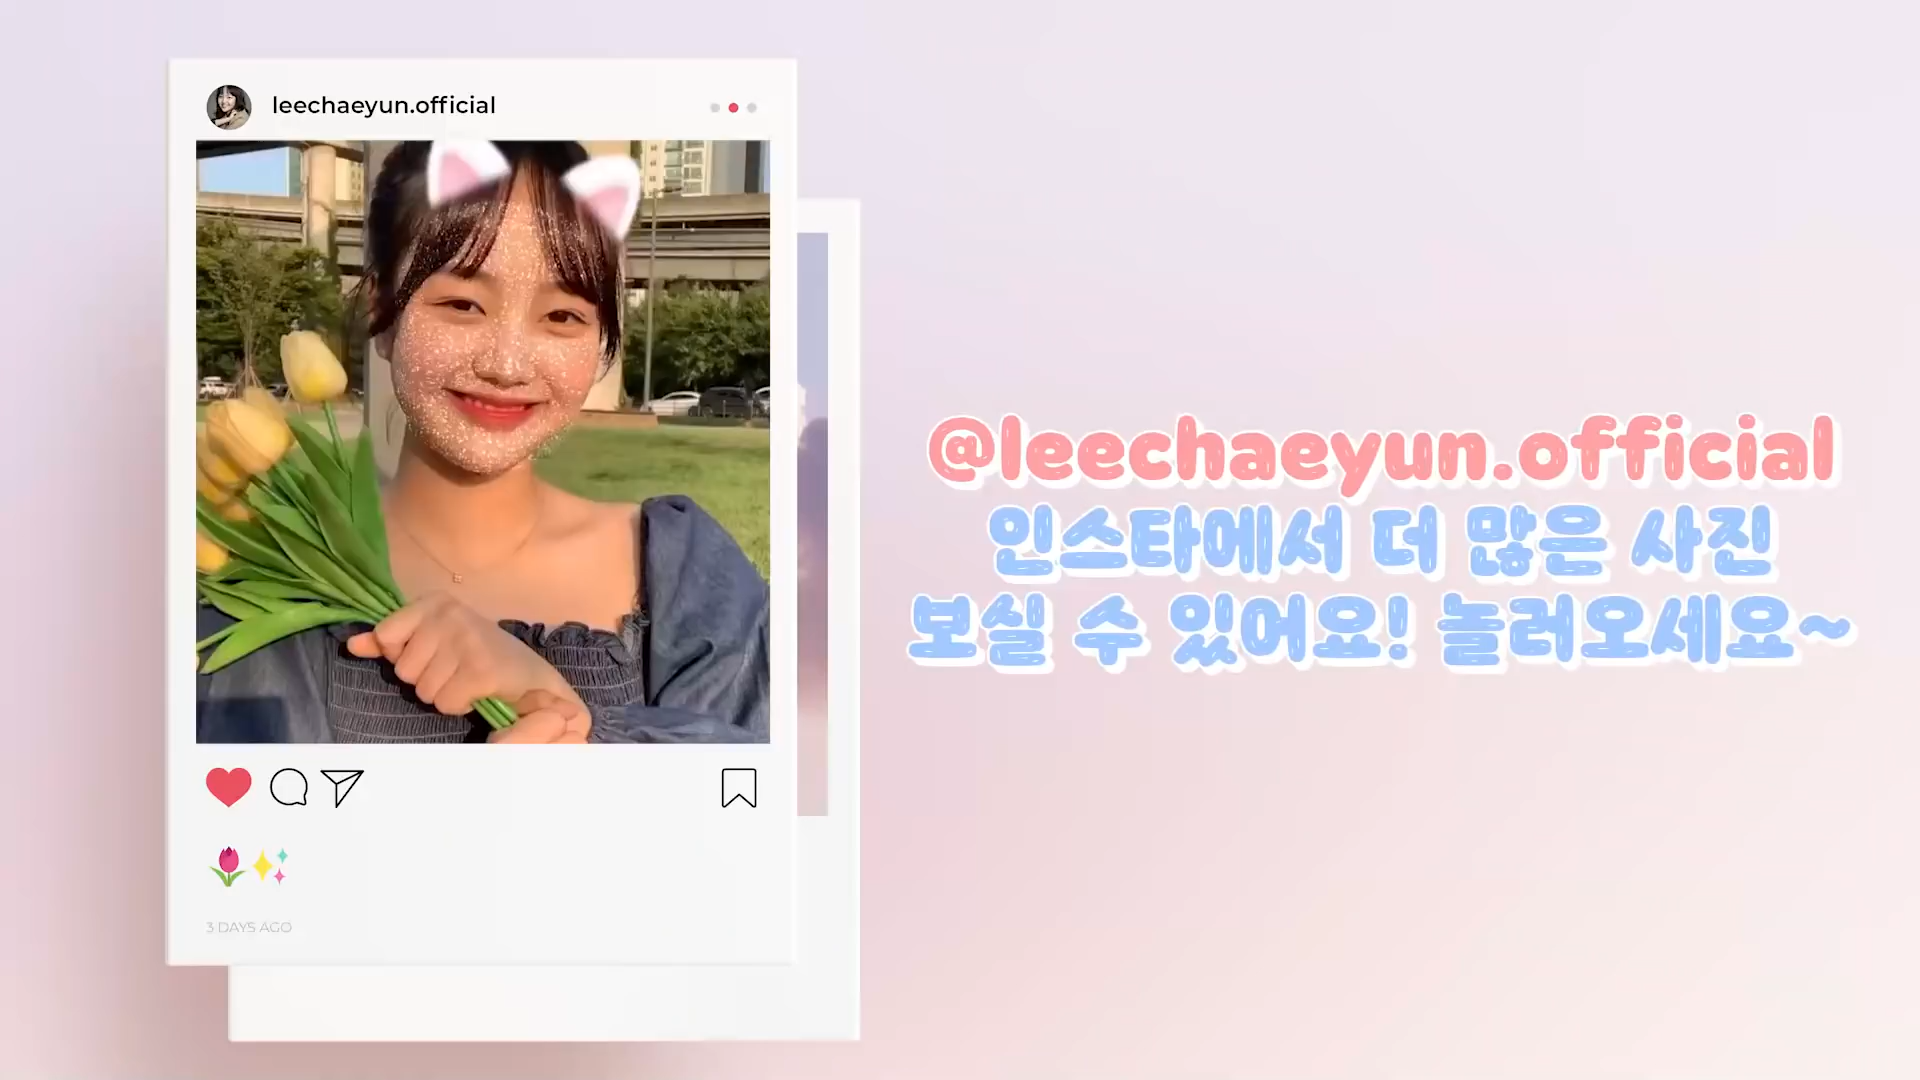 leechaeyun.official
🌷✨
3 DAYS AGO
@leechaeyun.official
인스타에서 더 많은 사진
보실 수 있어요! 놀러오세요~